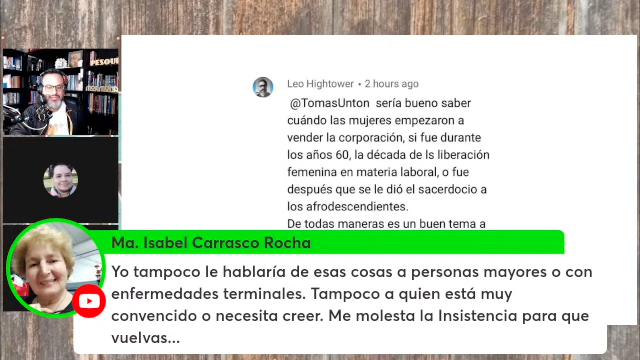 PESQU
Leo Hightower • 2 hours ago
@TomasUnton sería bueno saber
cuándo las mujeres empezaron a
vender la corporación, si fue durante
los años 60, la década de ls liberación
femenina en materia laboral, o fue
después que se le dió el sacerdocio a
los afrodescendientes.
De todas maneras es un buen tema a
Ma. Isabel Carrasco Rocha
Yo tampoco le hablaría de esas cosas a personas mayores o con
enfermedades terminales. Tampoco a quien está muy
convencido o necesita creer. Me molesta la Insistencia para que
vuelvas...